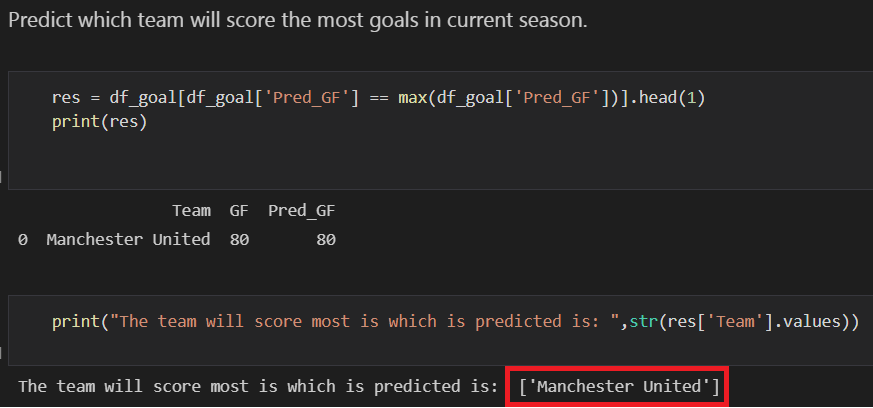 Predict which team will score the most goals in current season.
res = df_goal[df_goal['Pred_GF'] == max(df_goal['Pred_GF'])].head(1)
print(res)
Team GF Pred_GF
0 Manchester United 80 80
print("The team will score most is which is predicted is: ",str(res['Team'].values))
The team will score most is which is predicted is: ['Manchester United']